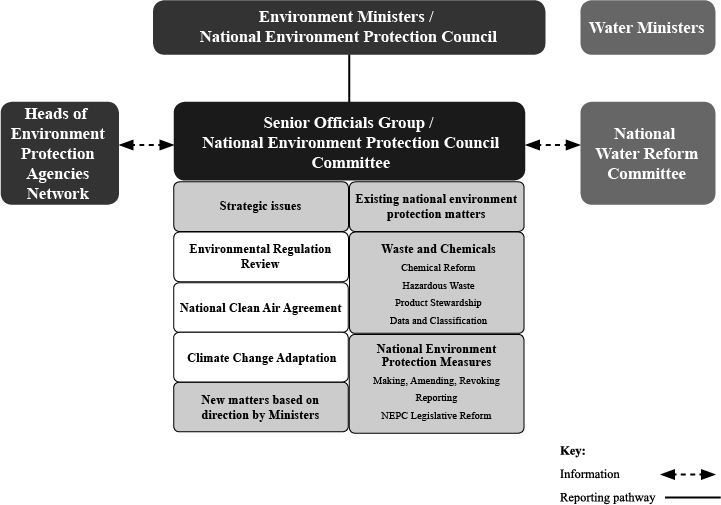 Environment Ministers /
National Environment Protection Council
Water Ministers
Heads of
Environment
Protection
Agencies
Network
Senior Officials Group /
National Environment Protection Council
Committee
National
Water Reform
Committee
Strategic issues
Existing national environment
protection matters
Environmental Regulation
Review
National Clean Air Agreement
Climate Change Adaptation
New matters based on
direction by Ministers
Waste and Chemicals
Chemical Reform
Hazardous Waste
Product Stewardship
Data and Classification
National Environment
Protection Measures
Making, Amending, Revoking
Reporting
NEPC Legislative Reform
Key:
Information
Reporting pathway